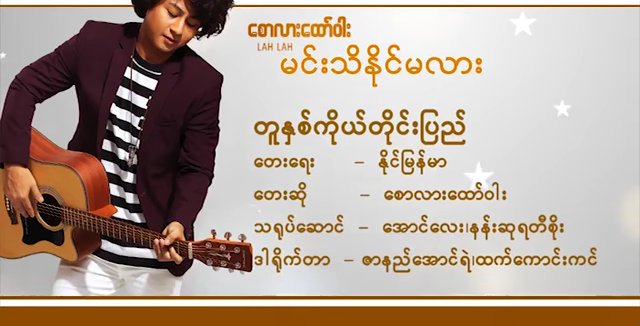 စောလားထော်ဝါး
LAH LAH
မင်းသိနိုင်မလား
တူနှစ်ကိုယ်တိုင်းပြည်
တေးရေး – နိုင်မြန်မာ
တေးဆို – စောလားထော်ဝါး
သရုပ်ဆောင် – အောင်လေး၊နန်းဆုရတီစိုး
ဒါရိုက်တာ – ဇာနည်အောင်ရဲ၊ထက်ကောင်းကင်